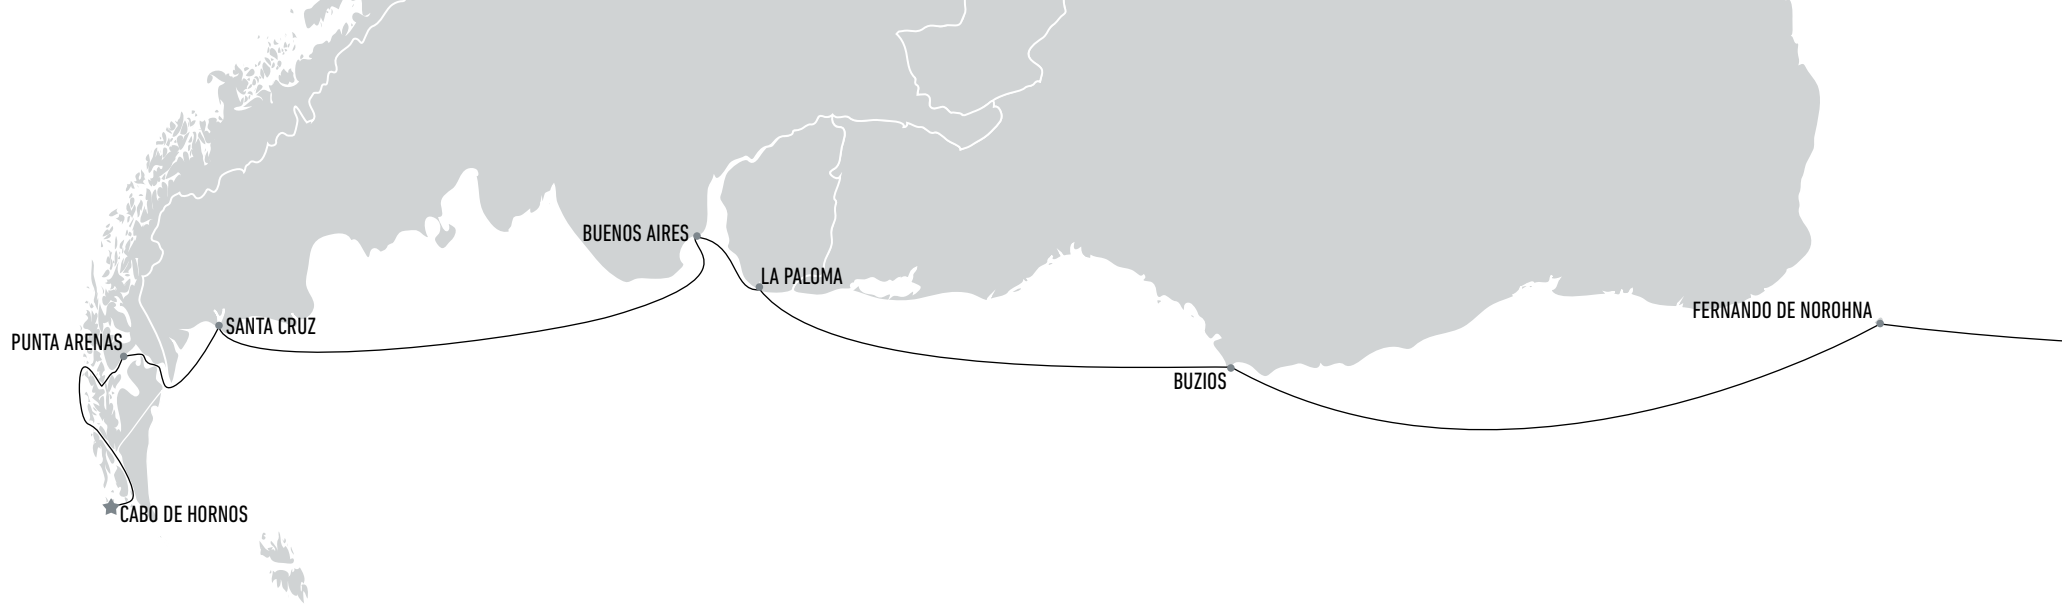 BUENOS AIRES
LA PALOMA
FERNANDO DE NOROHNA
SANTA CRUZ
PUNTA ARENAS
BUZIOS
CABO DE HORNOS